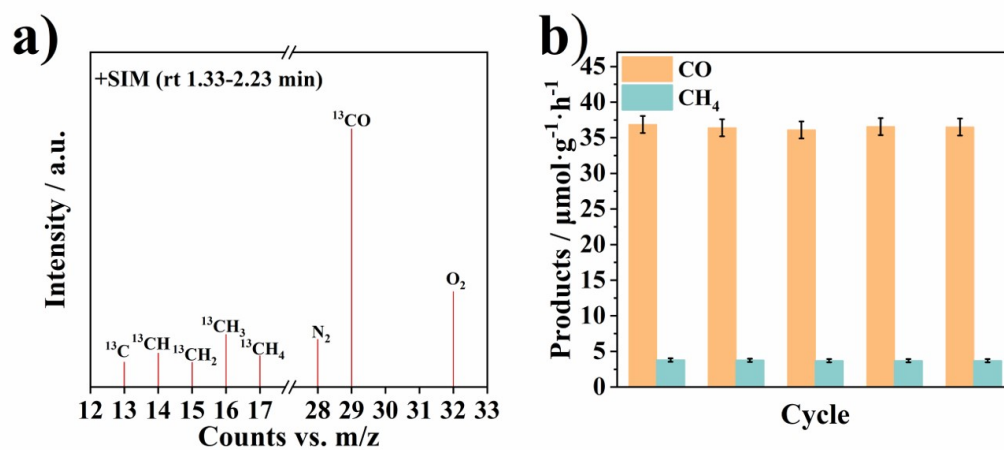 a)
+SIM (rt 1.33-2.23 min)
¹³CO
O₂
N₂
¹³C
¹³CH
¹³CH₂
¹³CH₃
¹³CH₄
Intensity / a.u.
12 13 14 15 16 17 28 29 30 31 32 33
Counts vs. m/z
b)
CO
CH₄
45
40
35
30
25
20
15
10
5
0
Products / μmol·g⁻¹·h⁻¹
Cycle